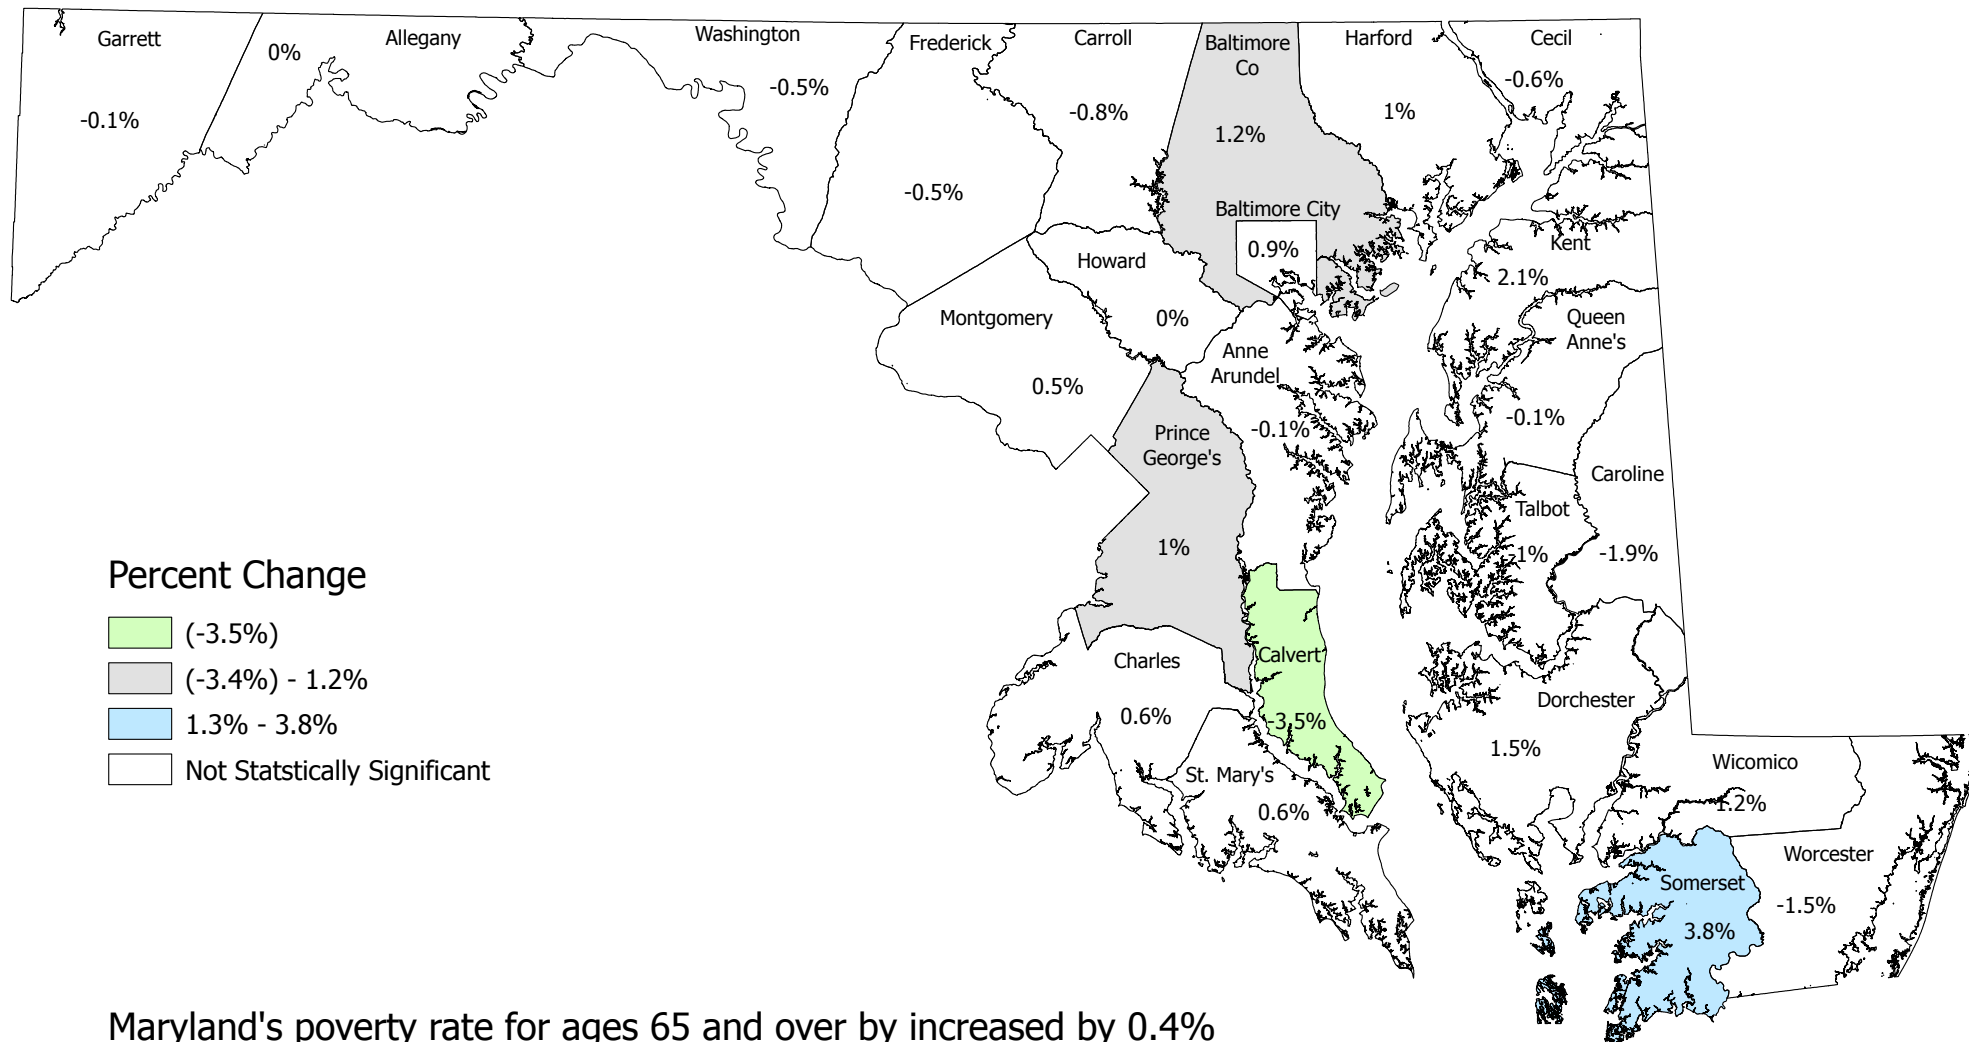 Garrett
-0.1%
0%
Allegany
Washington
-0.5%
Frederick
-0.5%
Carroll
-0.8%
Baltimore
Co
1.2%
Harford
1%
Cecil
-0.6%
Baltimore City
0.9%
Kent
2.1%
Howard
0%
Montgomery
0.5%
Queen
Anne's
-0.1%
Anne
Arundel
-0.1%
Prince
George's
1%
Caroline
-1.9%
Talbot
-1%
Calvert
-3.5%
Charles
0.6%
St. Mary's
0.6%
Dorchester
1.5%
Wicomico
1.2%
Worcester
-1.5%
Somerset
3.8%
Percent Change
(-3.5%)
(-3.4%) - 1.2%
1.3% - 3.8%
Not Statstically Significant
Maryland's poverty rate for ages 65 and over by increased by 0.4%